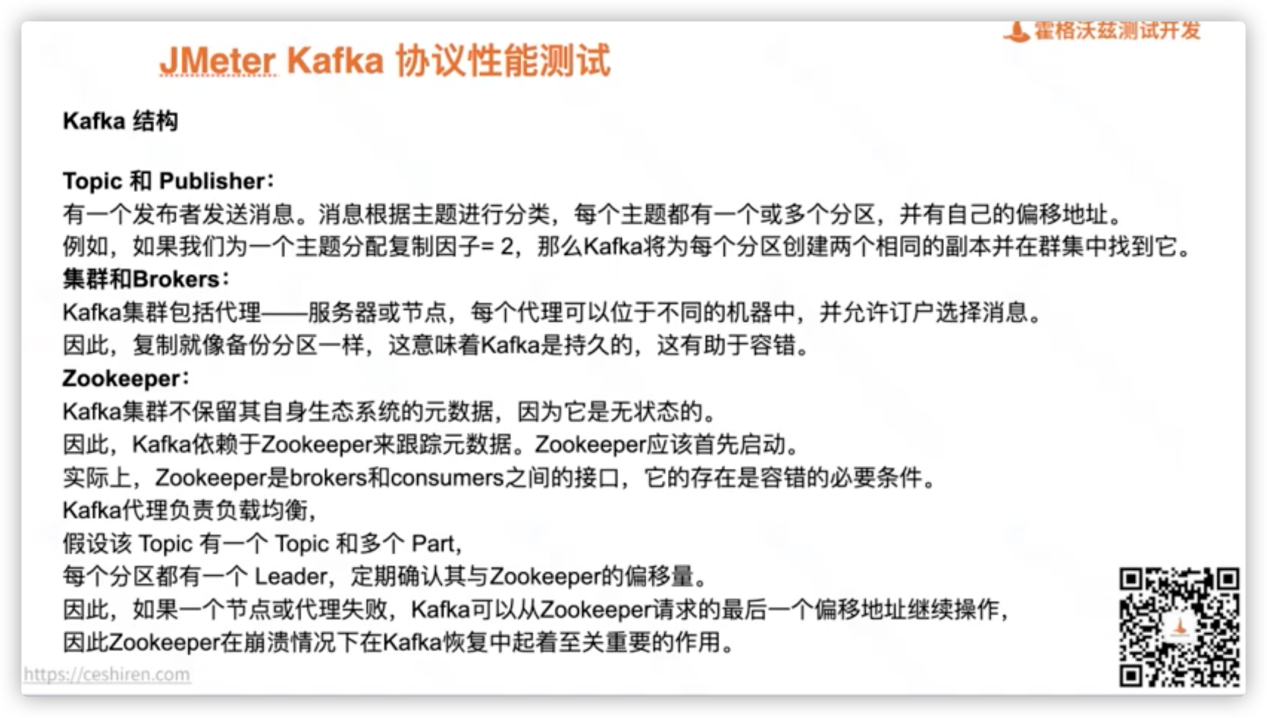 霍格沃兹测试开发
JMeter Kafka 协议性能测试
Kafka 结构
Topic 和 Publisher：
有一个发布者发送消息。消息根据主题进行分类，每个主题都有一个或多个分区，并有自己的偏移地址。
例如，如果我们为一个主题分配复制因子= 2，那么Kafka将为每个分区创建两个相同的副本并在群集中找到它。
集群和Brokers：
Kafka集群包括代理——服务器或节点，每个代理可以位于不同的机器中，并允许订户选择消息。
因此，复制就像备份分区一样，这意味着Kafka是持久的，这有助于容错。
Zookeeper：
Kafka集群不保留其自身生态系统的元数据，因为它是无状态的。
因此，Kafka依赖于Zookeeper来跟踪元数据。Zookeeper应该首先启动。
实际上，Zookeeper是brokers和consumers之间的接口，它的存在是容错的必要条件。
Kafka代理负责负载均衡，
假设该 Topic 有一个 Topic 和多个 Part，
每个分区都有一个 Leader，定期确认其与Zookeeper的偏移量。
因此，如果一个节点或代理失败，Kafka可以从Zookeeper请求的最后一个偏移地址继续操作，
因此Zookeeper在崩溃情况下在Kafka恢复中起着至关重要的作用。
https://ceshiren.com